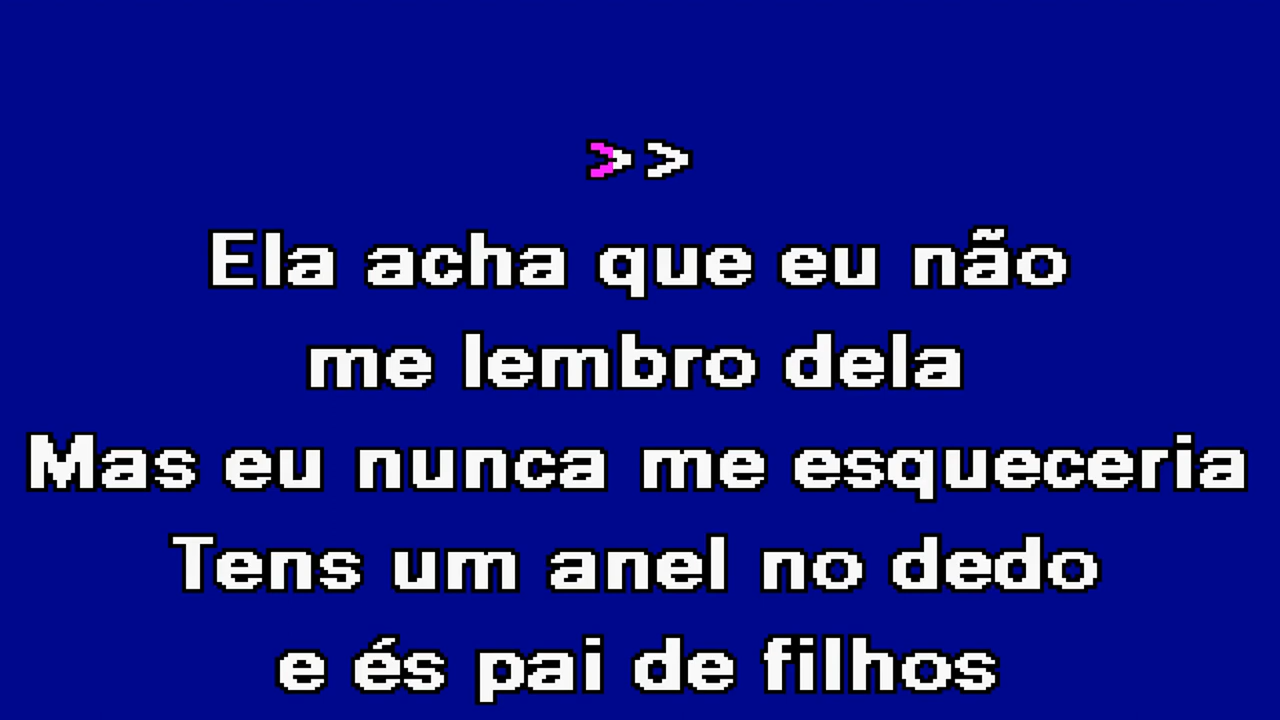 >>
Ela acha que eu não
me lembro dela
Mas eu nunca me esqueceria
Tens um anel no dedo
e és pai de filhos